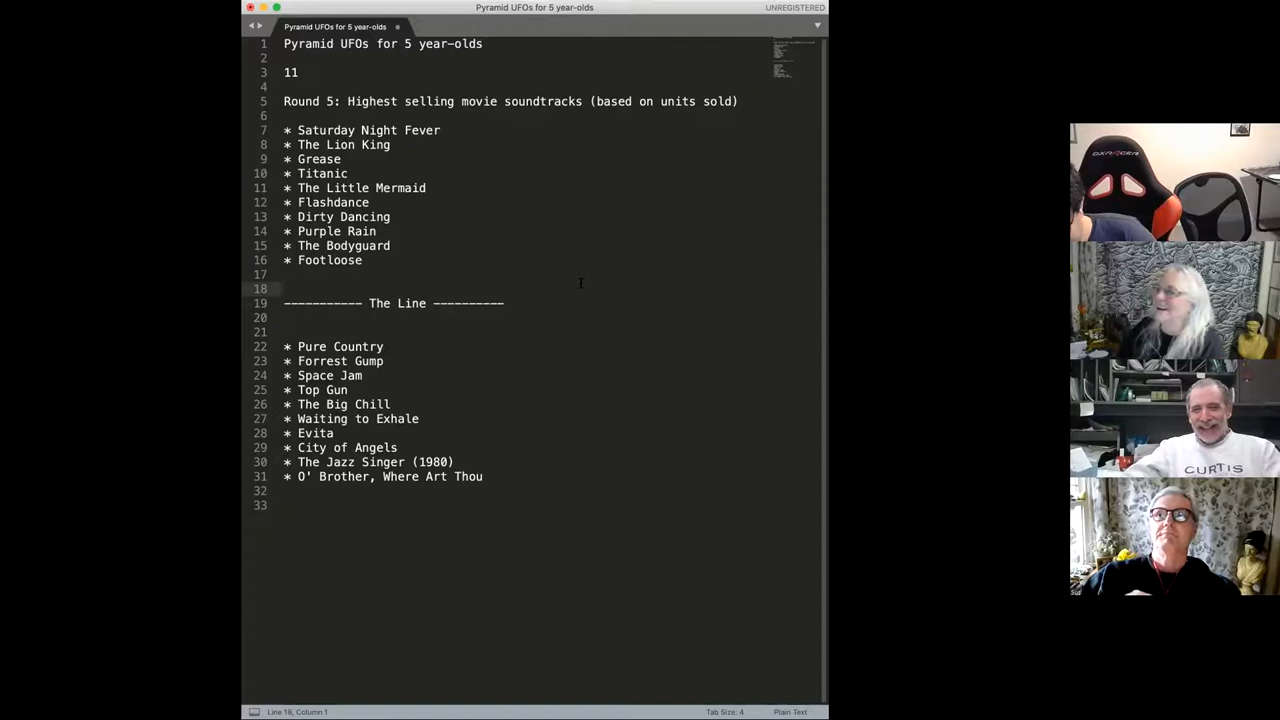 Pyramid UFOs for 5 year-olds
UNREGISTERED
Pyramid UFOs for 5 year-olds
1 Pyramid UFOs for 5 year-olds
2
3 11
4
5 Round 5: Highest selling movie soundtracks (based on units sold)
6
7 * Saturday Night Fever
8 * The Lion King
9 * Grease
10 * Titanic
11 * The Little Mermaid
12 * Flashdance
13 * Dirty Dancing
14 * Purple Rain
15 * The Bodyguard
16 * Footloose
17
18
19 ----------- The Line ----------
20
21
22 * Pure Country
23 * Forrest Gump
24 * Space Jam
25 * Top Gun
26 * The Big Chill
27 * Waiting to Exhale
28 * Evita
29 * City of Angels
30 * The Jazz Singer (1980)
31 * O' Brother, Where Art Thou
32
33
DXRACER
CURTIS
Line 18, Column 1
Tab Size: 4
Plain Text